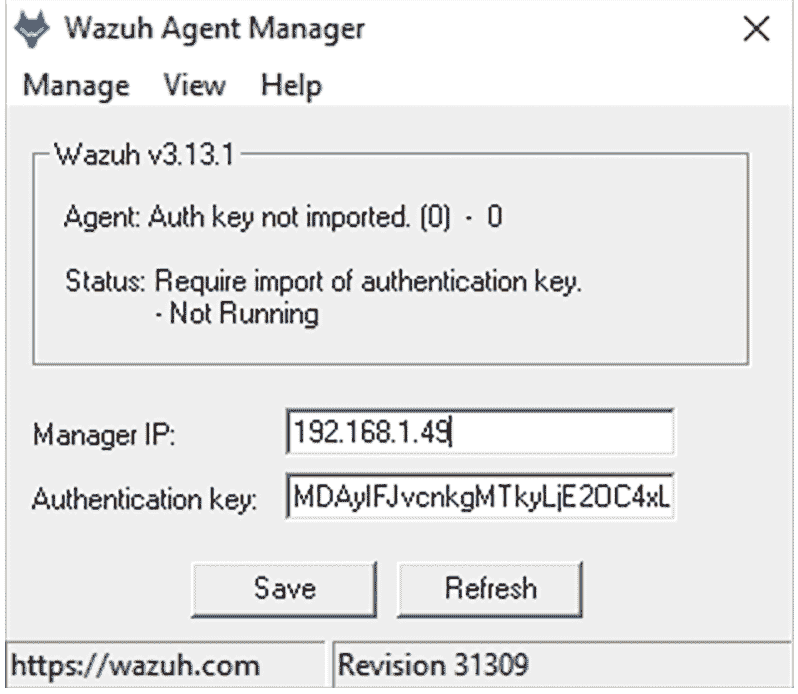 Wazuh Agent Manager
Manage View Help
Wazuh v3.13.1
Agent: Auth key not imported. (0) - 0
Status: Require import of authentication key.
- Not Running
Manager IP: 192.168.1.49
Authentication key: MDAyIFJvcnkgMTkyLjE2OC4xL
Save Refresh
https://wazuh.com Revision 31309